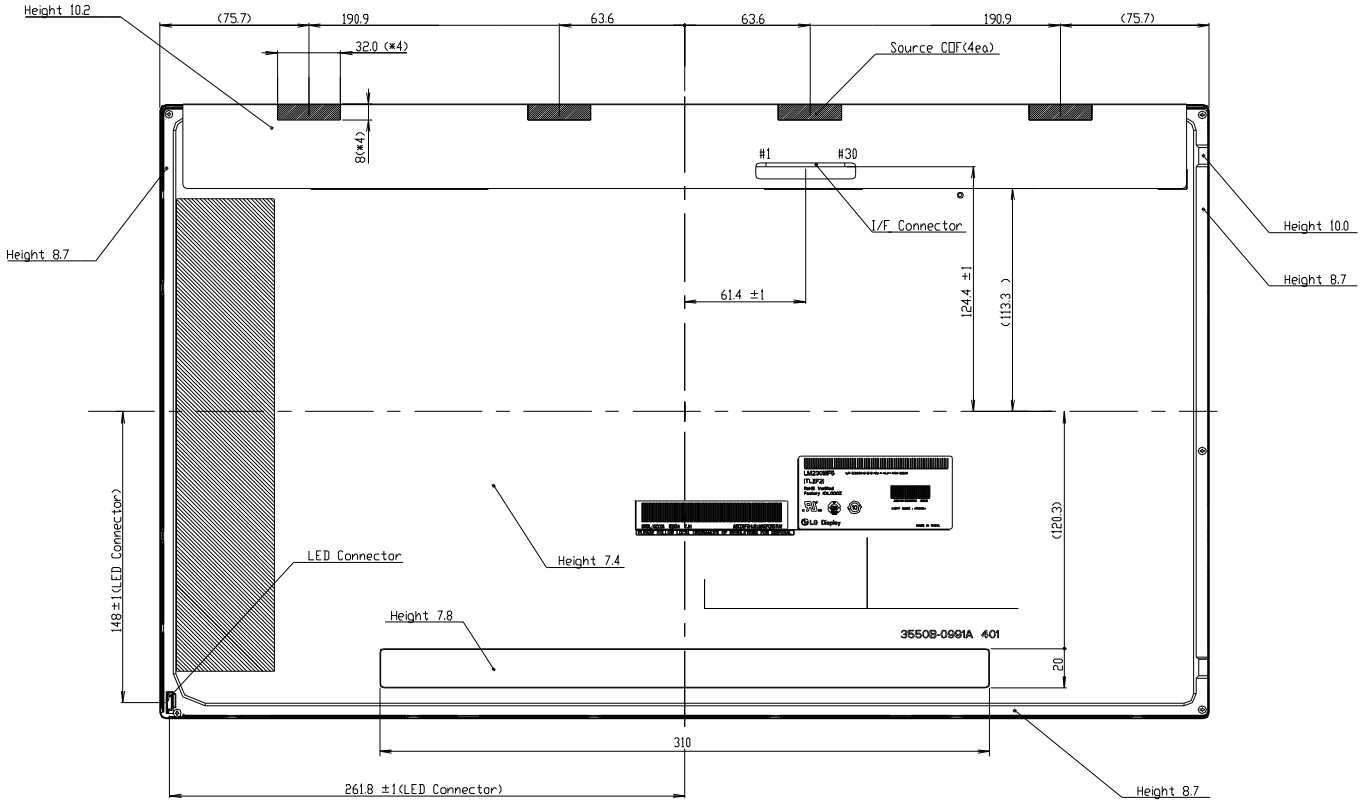 Height 10.2
(75.7)
190.9
63.6
63.6
190.9
(75.7)
32.0 (*4)
Source COF(4ea)
8(*4)
#1
#30
I/F Connector
Height 10.0
Height 8.7
Height 8.7
61.4 ±1
124.4 ±1
(113.3 )
148 ±1(LED Connector)
LED Connector
Height 7.4
Height 7.8
(120.3)
LG Display
MADE IN CHINA
3550B-0991A 401
20
310
261.8 ±1(LED Connector)
Height 8.7